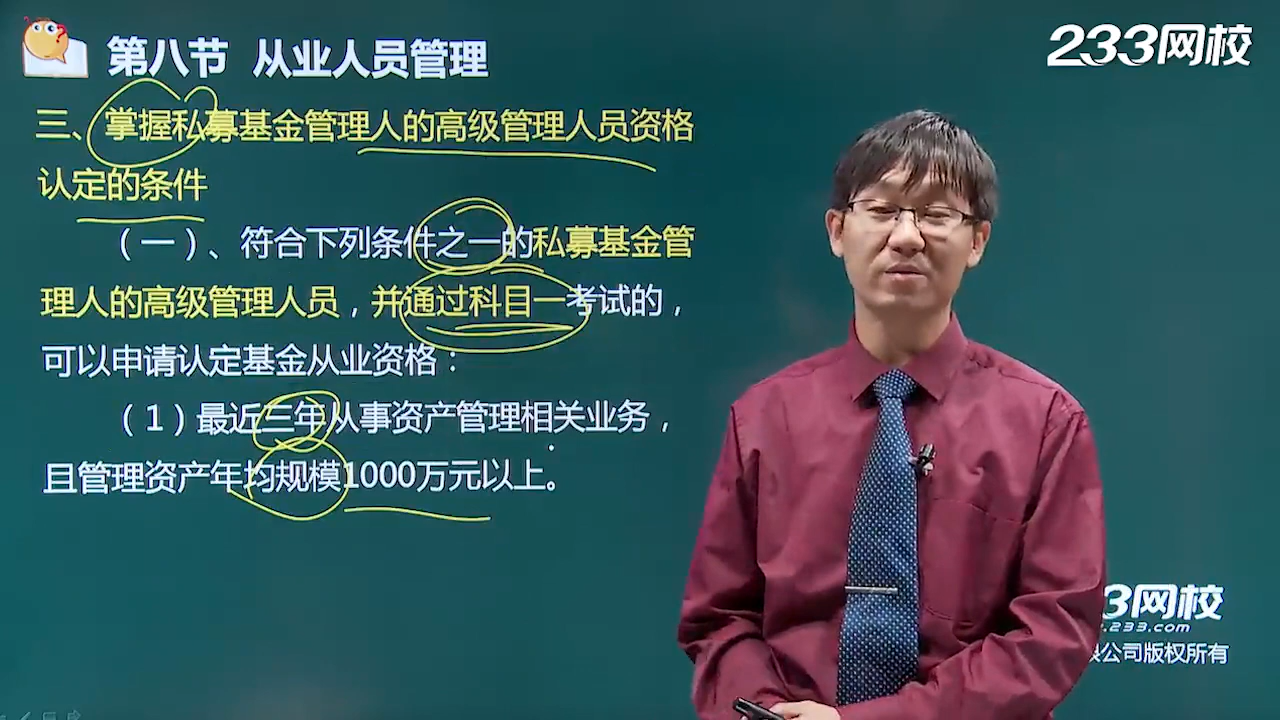 第八节 从业人员管理
233网校
三、掌握私募基金管理人的高级管理人员资格
认定的条件
(一)、符合下列条件之一的私募基金管
理人的高级管理人员，并通过科目一考试的，
可以申请认定基金从业资格：
(1)最近三年从事资产管理相关业务，
且管理资产年均规模1000万元以上。
3网校
.233.com
限公司版权所有